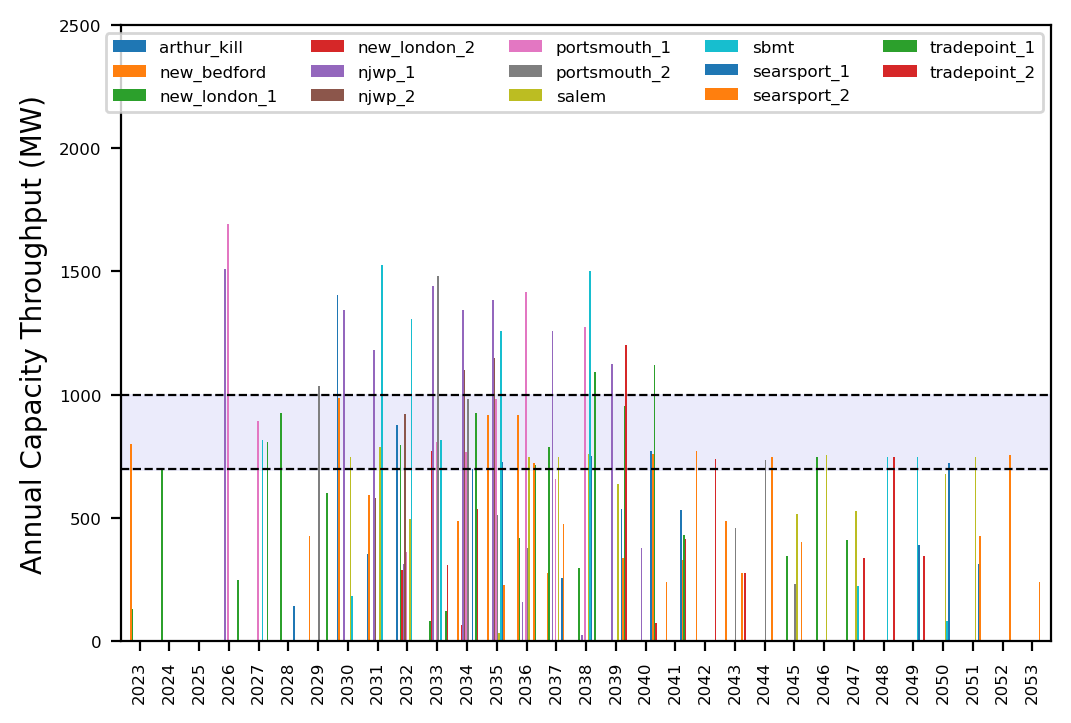 Annual Capacity Throughput (MW)
2500
2000
1500
1000
500
0
arthur_kill
new_bedford
new_london_1
new_london_2
njwp_1
njwp_2
portsmouth_1
portsmouth_2
salem
sbmt
searsport_1
searsport_2
tradepoint_1
tradepoint_2
2023
2024
2025
2026
2027
2028
2029
2030
2031
2032
2033
2034
2035
2036
2037
2038
2039
2040
2041
2042
2043
2044
2045
2046
2047
2048
2049
2050
2051
2052
2053